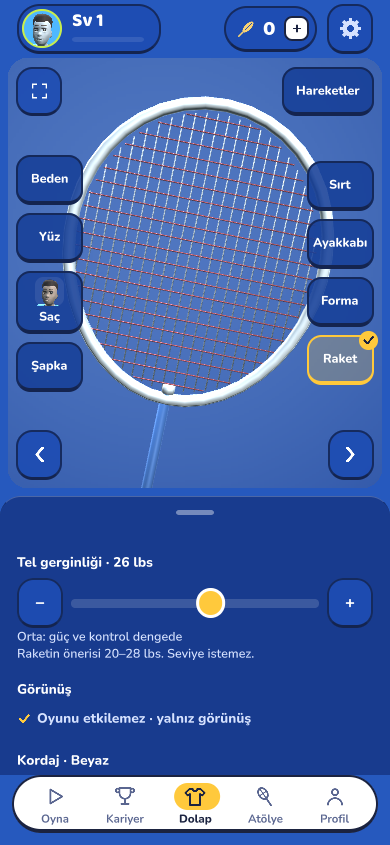 Sv 1
0
+
Hareketler
Beden
Sırt
Yüz
Ayakkabı
Saç
Forma
Şapka
Raket
Tel gerginliği · 26 lbs
−
+
Orta: güç ve kontrol dengede
Raketin önerisi 20–28 lbs. Seviye istemez.
Görünüş
Oyunu etkilemez · yalnız görünüş
Kordaj · Beyaz
Oyna
Kariyer
Dolap
Atölye
Profil